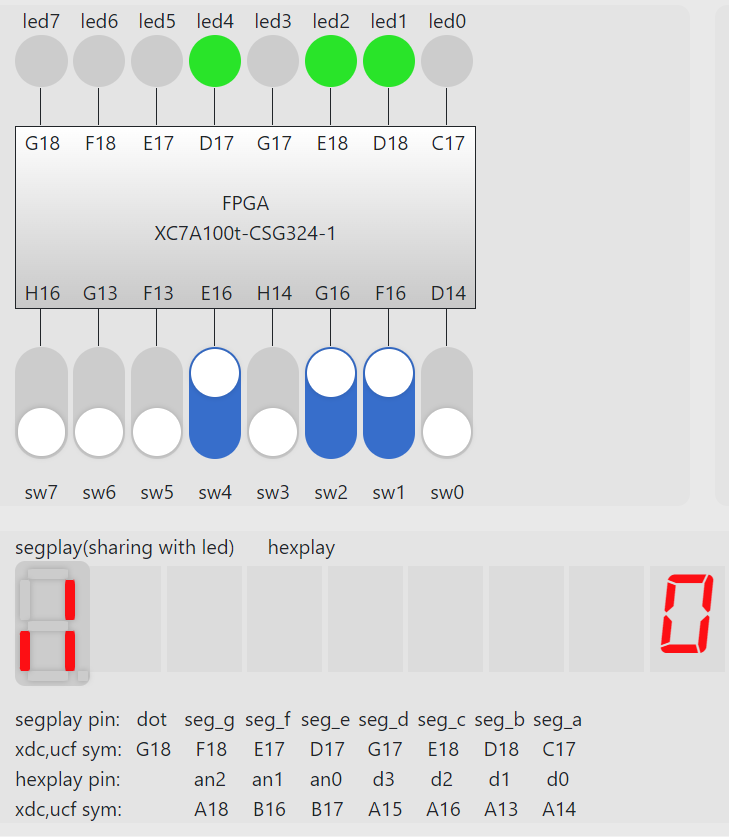 led7 led6 led5 led4 led3 led2 led1 led0
G18 F18 E17 D17 G17 E18 D18 C17
FPGA
XC7A100t-CSG324-1
H16 G13 F13 E16 H14 G16 F16 D14
sw7 sw6 sw5 sw4 sw3 sw2 sw1 sw0
segplay(sharing with led) hexplay
0
segplay pin: dot seg_g seg_f seg_e seg_d seg_c seg_b seg_a
xdc,ucf sym: G18 F18 E17 D17 G17 E18 D18 C17
hexplay pin: an2 an1 an0 d3 d2 d1 d0
xdc,ucf sym: A18 B16 B17 A15 A16 A13 A14